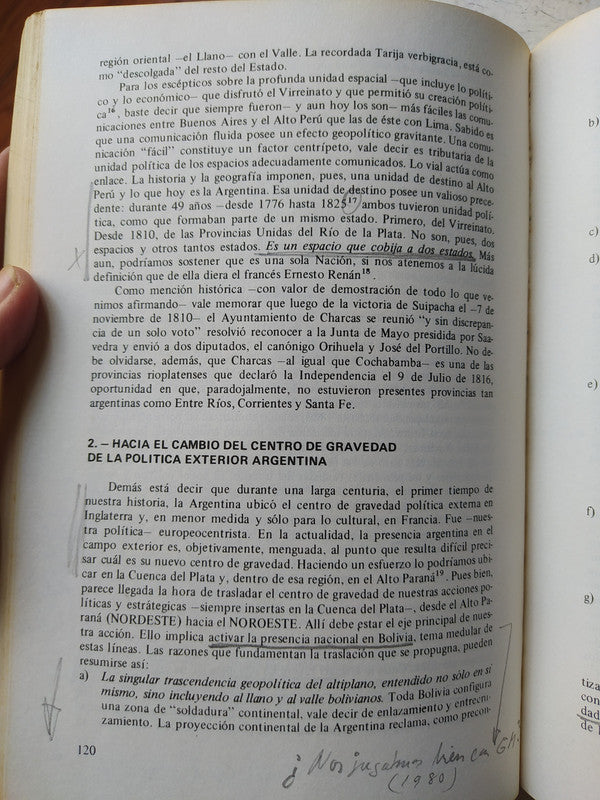 región oriental —el Llano— con el Valle. La recordada Tarija verbigracia, está co-
mo "descolgada" del resto del Estado.
Para los escépticos sobre la profunda unidad espacial —que incluye lo políti-
co y lo económico— que disfrutó el Virreinato y que permitió su creación políti-
ca16, baste decir que siempre fueron— y aun hoy los son— más fáciles las comu-
nicaciones entre Buenos Aires y el Alto Perú que las de éste con Lima. Sabido es
que una comunicación fluida posee un efecto geopolítico gravitante. Una comu-
nicación "fácil" constituye un factor centrípeto, vale decir es tributaria de la
unidad política de los espacios adecuadamente comunicados. Lo vial actúa como
enlace. La historia y la geografía imponen, pues, una unidad de destino al Alto
Perú y lo que hoy es la Argentina. Esa unidad de destino posee un valioso prece-
dente: durante 49 años —desde 1776 hasta 182517/ ambos tuvieron unidad polí-
tica, como que formaban parte de un mismo estado. Primero, del Virreinato.
Desde 1810, de las Provincias Unidas del Río de la Plata. No son, pues, dos
espacios y otros tantos estados. Es un espacio que cobija a dos estados. Más
aun, podríamos sostener que es una sola Nación, si nos atenemos a la lúcida
definición que de ella diera el francés Ernesto Renán18.
Como mención histórica —con valor de demostración de todo lo que ve-
nimos afirmando— vale memorar que luego de la victoria de Suipacha el —7 de
noviembre de 1810— el Ayuntamiento de Charcas se reunió "y sin discrepan-
cia de un solo voto" resolvió reconocer a la Junta de Mayo presidida por Saa-
vedra y envió a dos diputados, el canónigo Orihuela y José del Portillo. No de-
be olvidarse, además, que Charcas —al igual que Cochabamba— es una de las
provincias rioplatenses que declaró la Independencia el 9 de Julio de 1816,
oportunidad en que, paradojalmente, no estuvieron presentes provincias tan
argentinas como Entre Ríos, Corrientes y Santa Fe.
2. — HACIA EL CAMBIO DEL CENTRO DE GRAVEDAD
DE LA POLITICA EXTERIOR ARGENTINA
Demás está decir que durante una larga centuria, el primer tiempo de
nuestra historia, la Argentina ubicó el centro de gravedad política externa en
Inglaterra y, en menor medida y sólo para lo cultural, en Francia. Fue —nues-
tra política— europeocentrista. En la actualidad, la presencia argentina en el
campo exterior es, objetivamente, menguada, al punto que resulta difícil preci-
sar cuál es su nuevo centro de gravedad. Haciendo un esfuerzo lo podríamos ubi-
car en la Cuenca del Plata y, dentro de esa región, en el Alto Paraná19. Pues bien,
parece llegada la hora de trasladar el centro de gravedad de nuestras acciones po-
líticas y estrátegicas —siempre insertas en la Cuenca del Plata—, desde el Alto Pa-
raná (NORDESTE) hacia el NOROESTE. Allí debe estar el eje principal de nues-
tra acción. Ello implica activar la presencia nacional en Bolivia, tema medular de
estas líneas. Las razones que fundamentan la traslación que se propugna, pueden
resumirse así:
a) La singular trascendencia geopolítica del altiplano, entendido no sólo en sí
mismo, sino incluyendo al llano y al valle bolivianos. Toda Bolivia configura
una zona de "soldadura" continental, vale decir de enlazamiento y entrecru-
zamiento. La proyección continental de la Argentina reclama, como precon-
120
¿Nos jugamos bien con
(1980)
b)
c)
d)
e)
f)
g)
tiza
con
dad
de l